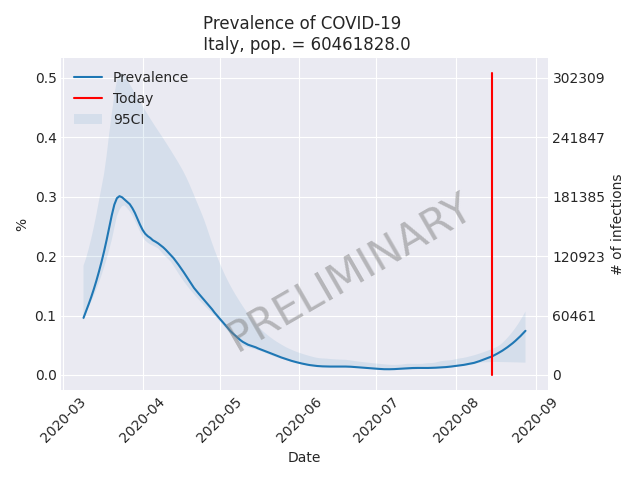 Prevalence of COVID-19
Italy, pop. = 60461828.0
Prevalence
Today
95CI
0.5
0.4
0.3
0.2
0.1
0.0
%
302309
241847
181385
120923
60461
0
# of infections
PRELIMINARY
2020-03
2020-04
2020-05
2020-06
2020-07
2020-08
2020-09
Date